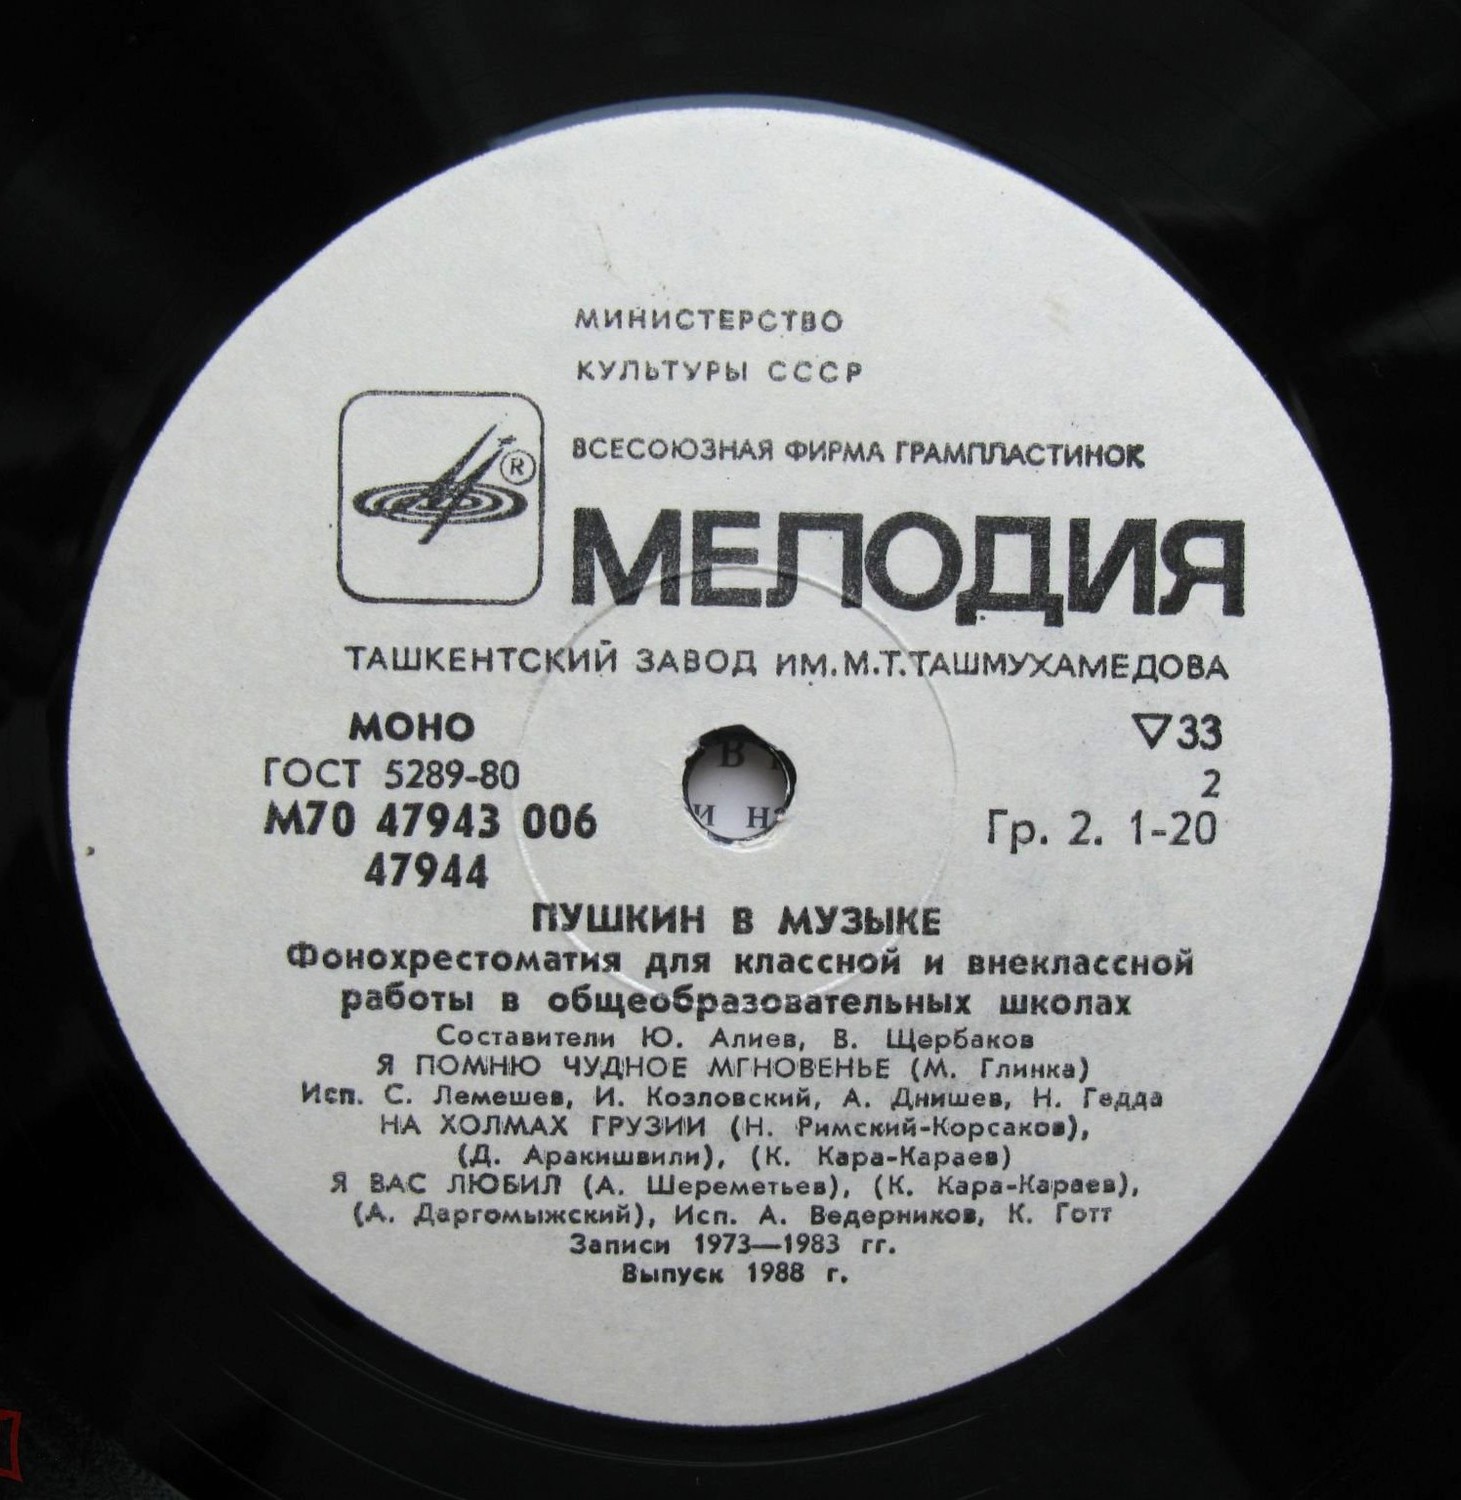 МИНИСТЕРСТВО
КУЛЬТУРЫ СССР
ВСЕСОЮЗНАЯ ФИРМА ГРАМПЛАСТИНОК
®
МЕЛОДИЯ
ТАШКЕНТСКИЙ ЗАВОД ИМ.М.Т.ТАШМУХАМЕДОВА
МОНО
▽33
ГОСТ 5289-80
2
М70 47943 006
Гр. 2. 1-20
47944
ПУШКИН В МУЗЫКЕ
Фонохрестоматия для классной и внеклассной
работы в общеобразовательных школах
Составители Ю. Алиев, В. Щербаков
Я ПОМНЮ ЧУДНОЕ МГНОВЕНЬЕ (М. Глинка)
Исп. С. Лемешев, И. Козловский, А. Днишев, Н. Гедда
НА ХОЛМАХ ГРУЗИИ (Н. Римский-Корсаков),
(Д. Аракишвили), (К. Кара-Караев)
Я ВАС ЛЮБИЛ (А. Шереметьев), (К. Кара-Караев),
(А. Даргомыжский), Исп. А. Ведерников, К. Готт
Записи 1973—1983 гг.
Выпуск 1988 г.